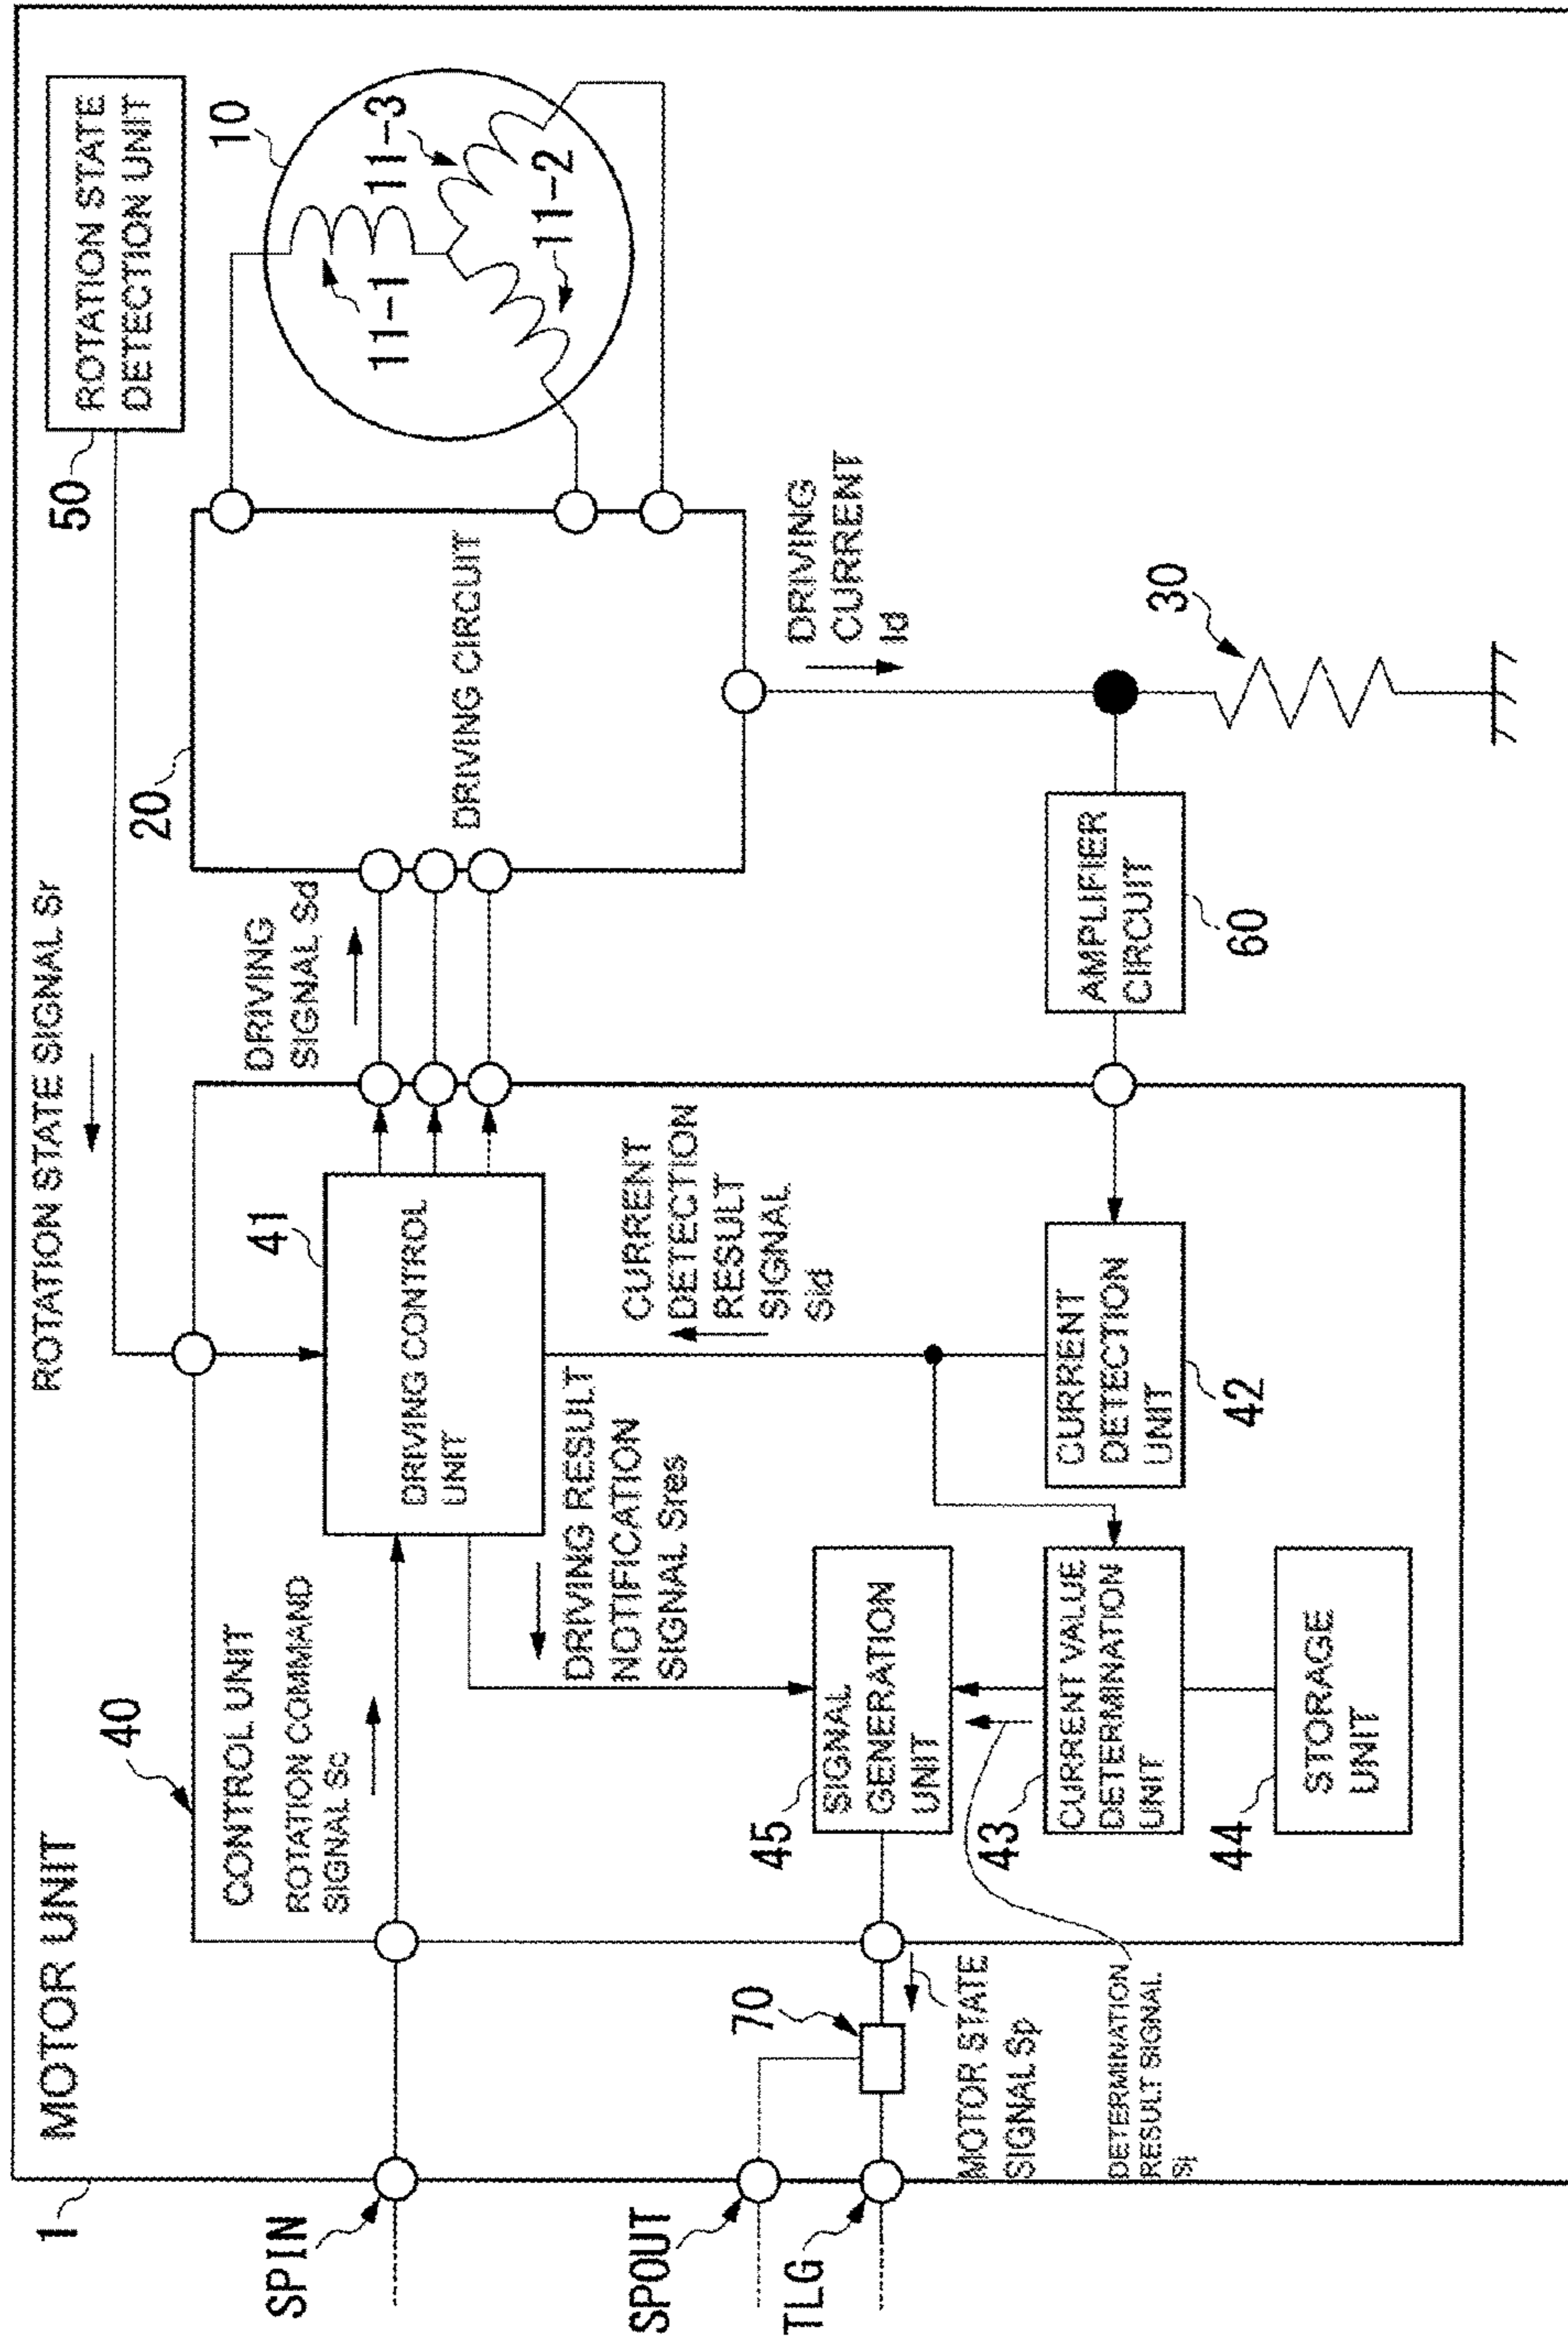 1
MOTOR UNIT
ROTATION STATE SIGNAL Sr
50
ROTATION STATE
DETECTION UNIT
40
CONTROL UNIT
SPIN
ROTATION COMMAND
SIGNAL Sc
41
DRIVING CONTROL
UNIT
DRIVING
SIGNAL Sd
20
DRIVING CIRCUIT
10
11-1
11-3
11-2
DRIVING RESULT
NOTIFICATION
SIGNAL Sres
CURRENT
DETECTION
RESULT
SIGNAL
Sid
DRIVING
CURRENT
Id
SPOUT
TLG
70
45
SIGNAL
GENERATION
UNIT
MOTOR STATE
SIGNAL Sp
DETERMINATION
RESULT SIGNAL
Sj
43
CURRENT VALUE
DETERMINATION
UNIT
CURRENT
DETECTION
UNIT
42
AMPLIFIER
CIRCUIT
60
30
44
STORAGE
UNIT